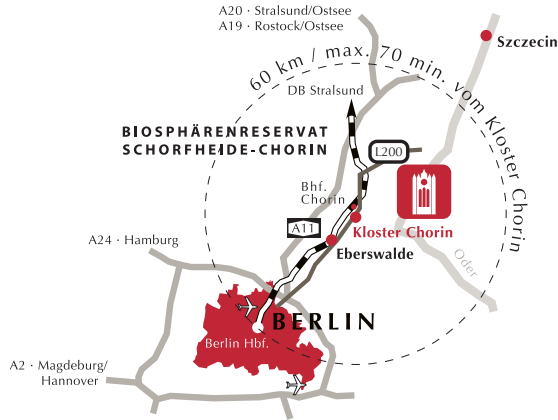 A20 · Stralsund/Ostsee
A19 · Rostock/Ostsee
Szczecin
60 km / max. 70 min. vom Kloster Chorin
DB Stralsund
BIOSPHÄRENRESERVAT
SCHORFHEIDE-CHORIN
L200
Bhf.
Chorin
A11
Kloster Chorin
Eberswalde
A24 · Hamburg
Oder
BERLIN
Berlin Hbf.
A2 · Magdeburg/
Hannover